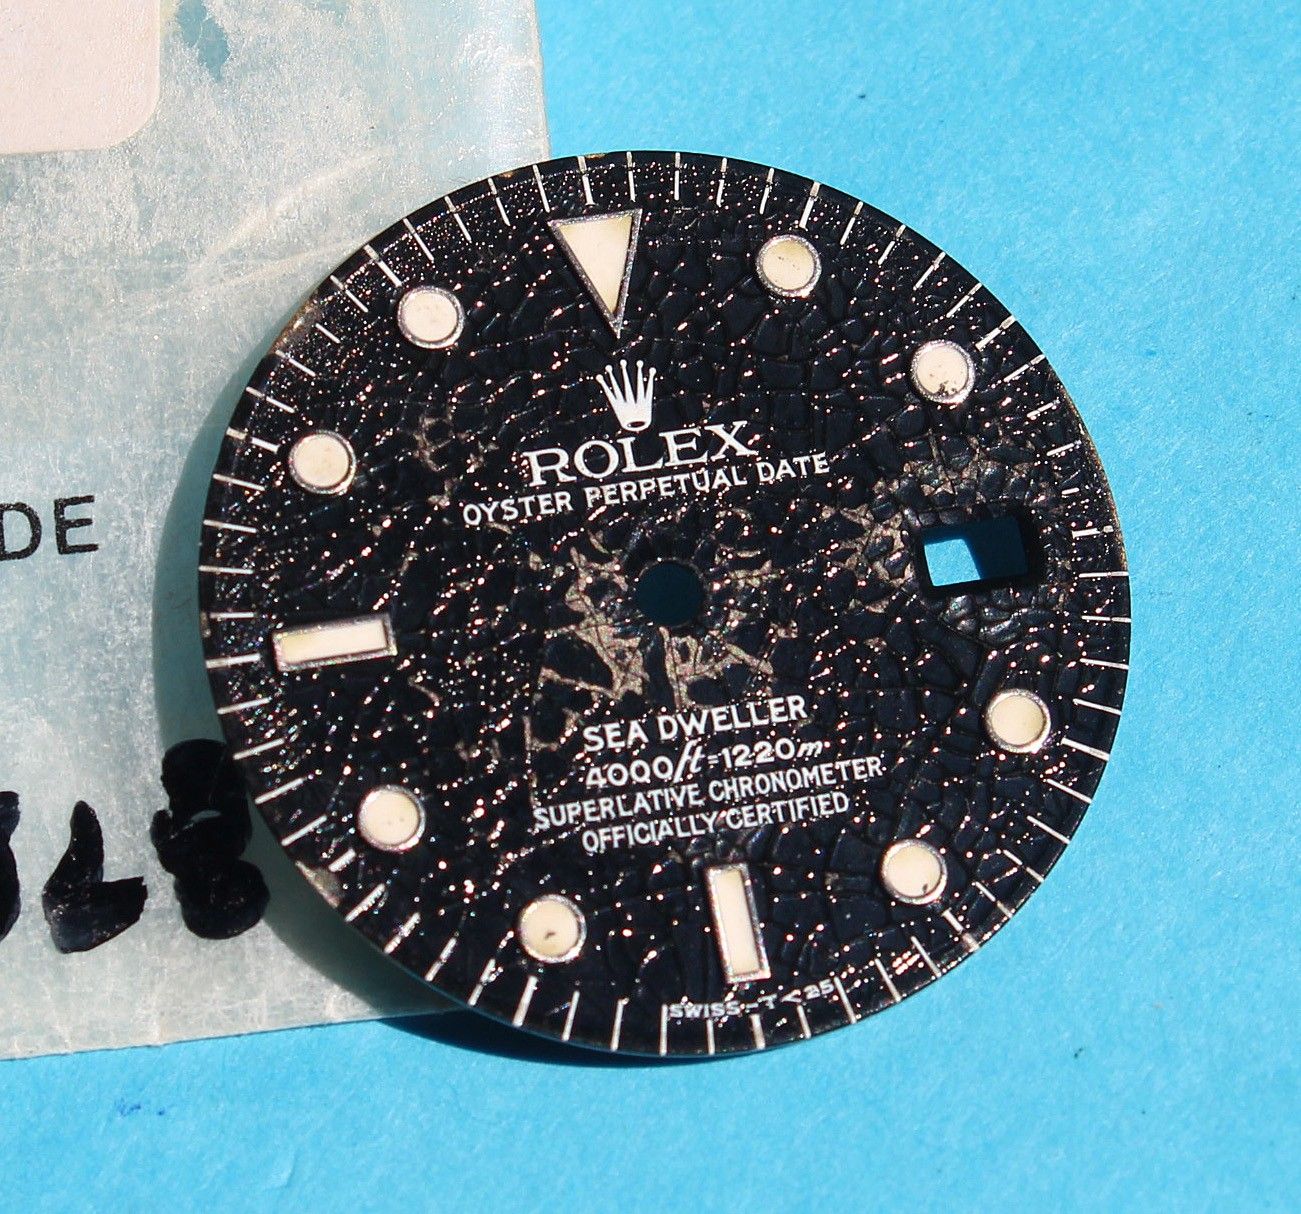 DE
ROLEX
OYSTER PERPETUAL DATE
SEA DWELLER
4000ft=1220m
SUPERLATIVE CHRONOMETER
OFFICIALLY CERTIFIED
SWISS-T<25